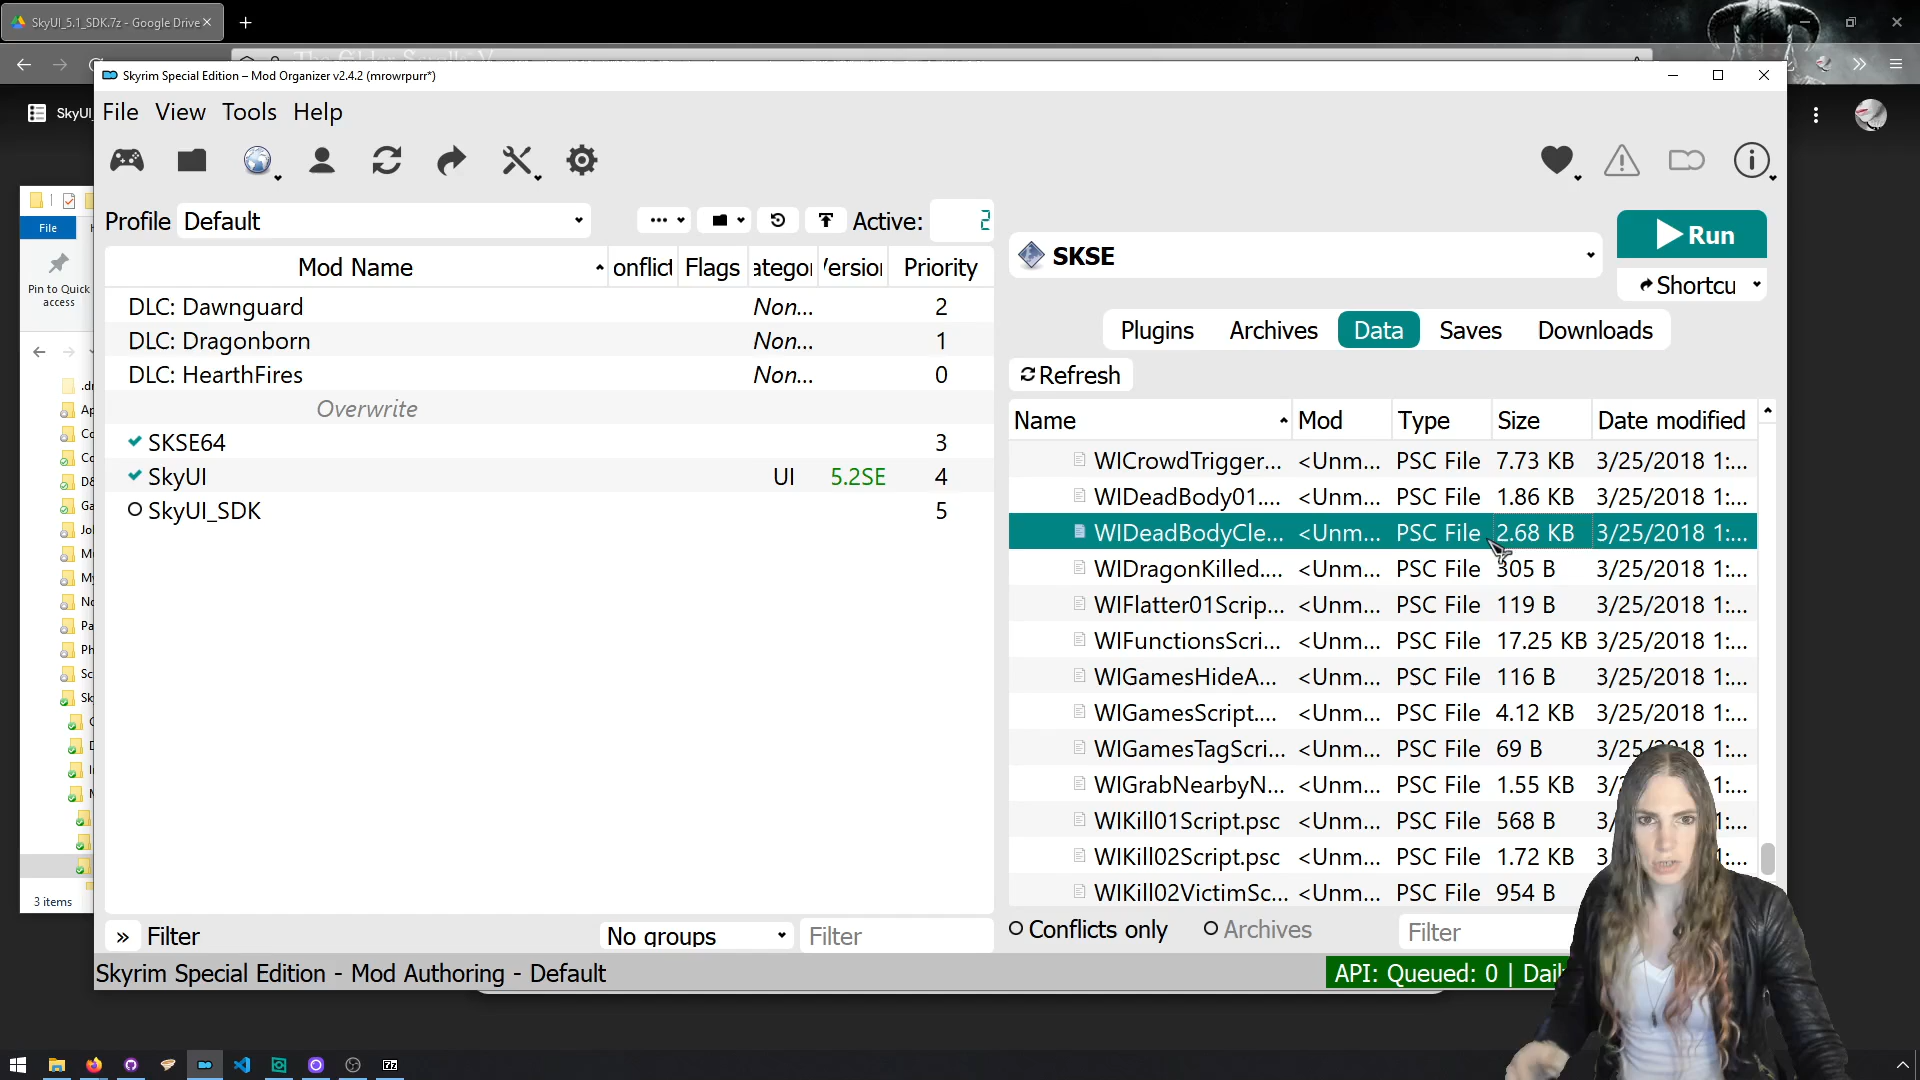 SkyUI_5.1_SDK.7z - Google Drive
Skyrim Special Edition – Mod Organizer v2.4.2 (mrowrpurr*)
SkyUI_
File View Tools Help
Profile Default
Active: 2
SKSE
Run
Shortcu
File
Pin to Quick access
Mod Name
onflict
Flags
atego
ersion
Priority
Plugins Archives Data Saves Downloads
Refresh
DLC: Dawnguard Non... 2
DLC: Dragonborn Non... 1
DLC: HearthFires Non... 0
Overwrite
SKSE64 3
SkyUI UI 5.2SE 4
SkyUI_SDK 5
Name Mod Type Size Date modified
WICrowdTrigger... <Unm... PSC File 7.73 KB 3/25/2018 1:...
WIDeadBody01.... <Unm... PSC File 1.86 KB 3/25/2018 1:...
WIDeadBodyCle... <Unm... PSC File 2.68 KB 3/25/2018 1:...
WIDragonKilled.... <Unm... PSC File 305 B 3/25/2018 1:...
WIFlatter01Scrip... <Unm... PSC File 119 B 3/25/2018 1:...
WIFunctionsScri... <Unm... PSC File 17.25 KB 3/25/2018 1:...
WIGamesHideA... <Unm... PSC File 116 B 3/25/2018 1:...
WIGamesScript.... <Unm... PSC File 4.12 KB 3/25/2018 1:...
WIGamesTagScri... <Unm... PSC File 69 B
WIGrabNearbyN... <Unm... PSC File 1.55 KB
WIKill01Script.psc <Unm... PSC File 568 B
WIKill02Script.psc <Unm... PSC File 1.72 KB
WIKill02VictimSc... <Unm... PSC File 954 B
3 items
» Filter
No groups
Filter
Conflicts only
Archives
Filter
Skyrim Special Edition - Mod Authoring - Default
API: Queued: 0 | Dail